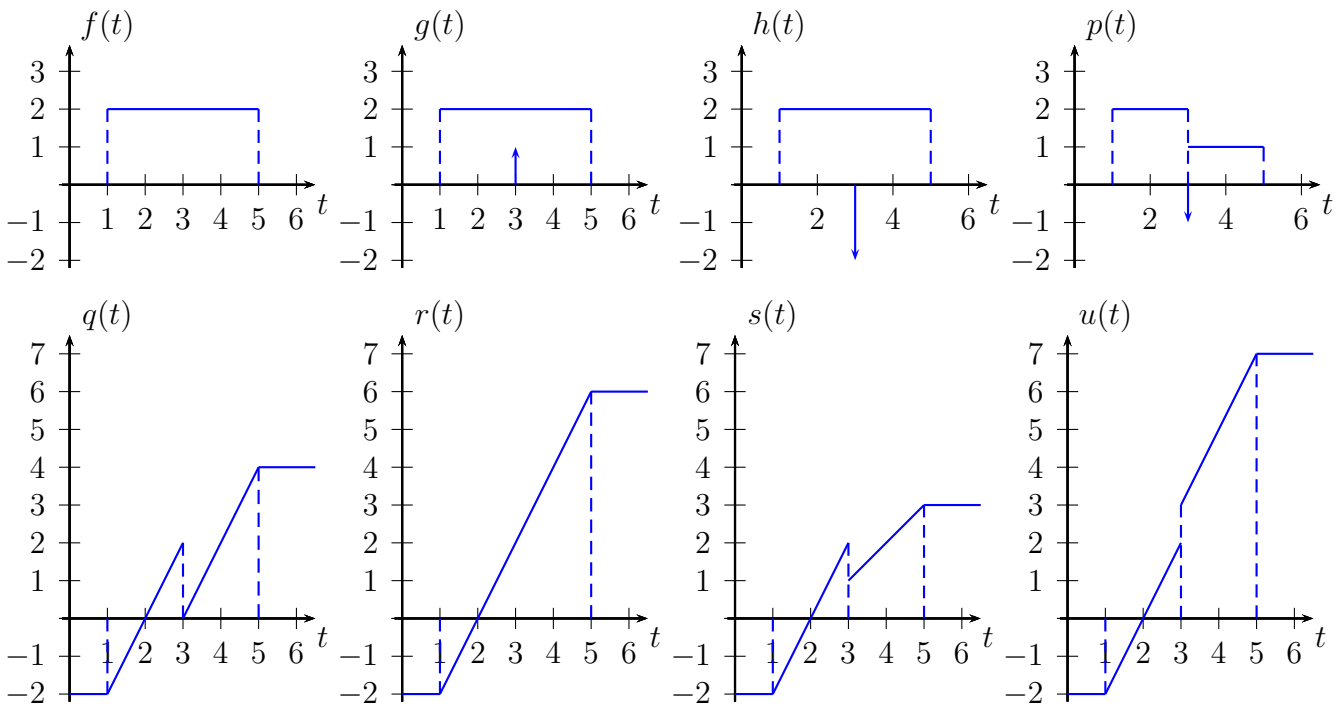 f(t) g(t) h(t) p(t)
3 3 3 3
2 2 2 2
1 1 1 1
t t t t
1 2 3 4 5 6 1 2 3 4 5 6 2 4 6 2 4 6
−1 −1 −1 −1
−2 −2 −2 −2
q(t) r(t) s(t) u(t)
7 7 7 7
6 6 6 6
5 5 5 5
4 4 4 4
3 3 3 3
2 2 2 2
1 1 1 1
t t t t
−1 1 2 3 4 5 6 −1 1 2 3 4 5 6 −1 1 2 3 4 5 6 −1 1 2 3 4 5 6
−2 −2 −2 −2